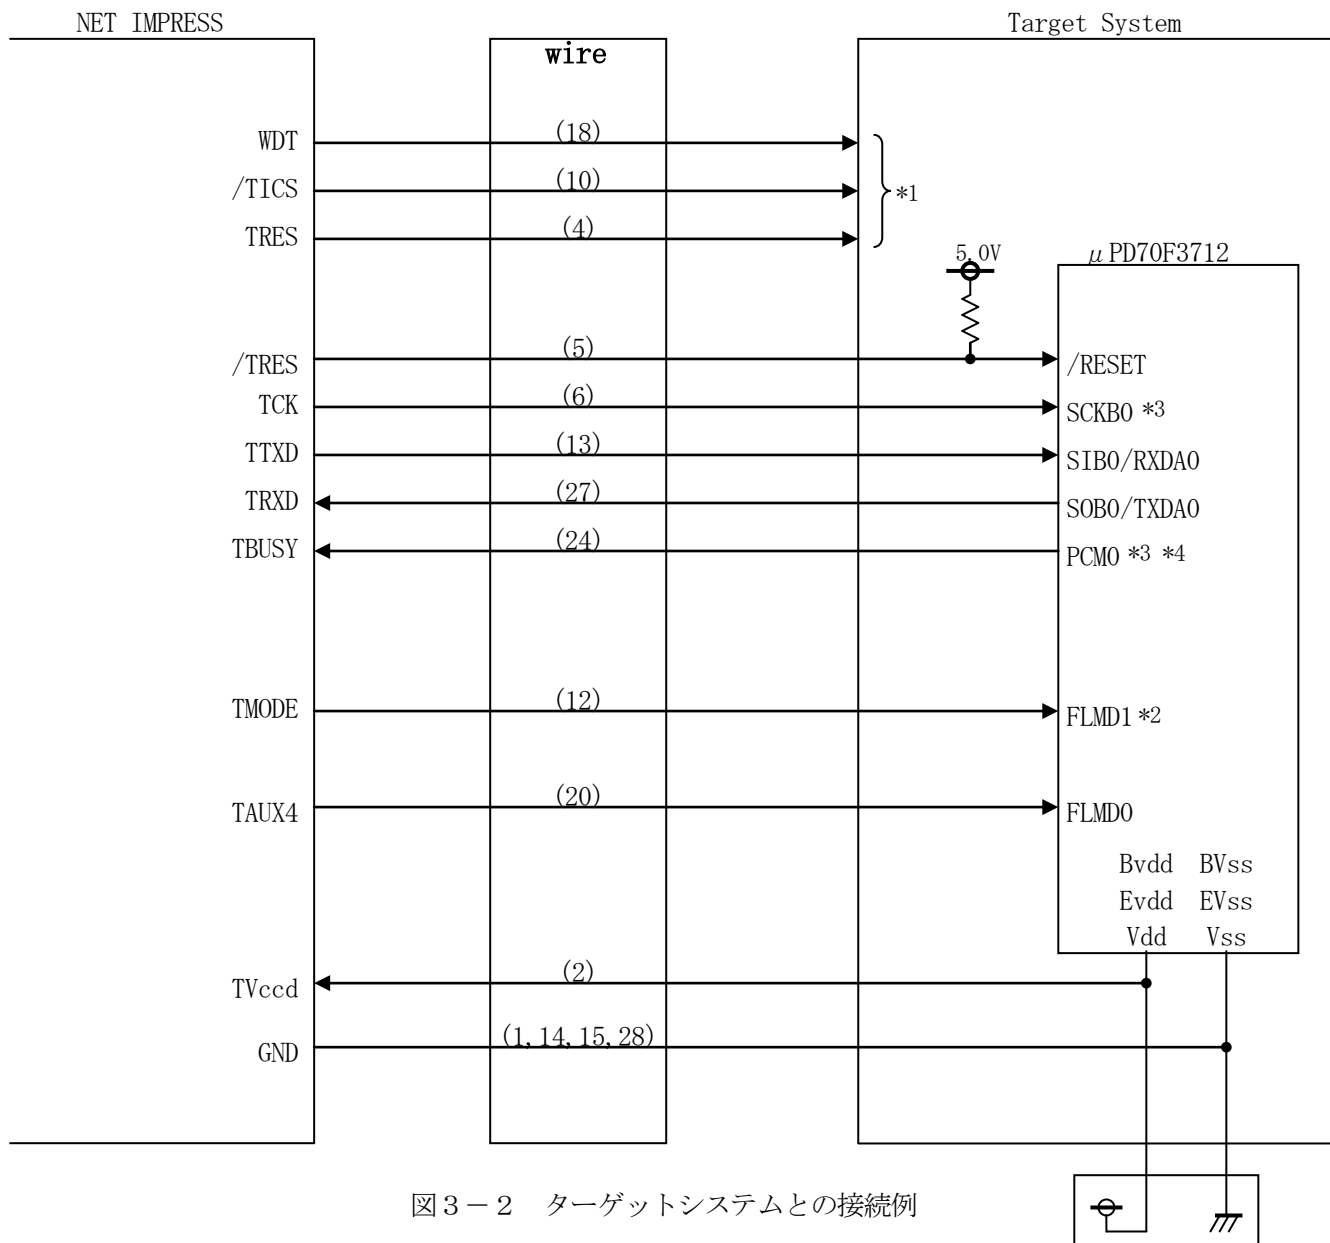 NET IMPRESS
Target System
wire
WDT (18)
/TICS (10)
*1
TRES (4)
5.0V
μPD70F3712
/TRES (5) /RESET
TCK (6) SCKB0 *3
TTXD (13) SIB0/RXDA0
TRXD (27) SOB0/TXDA0
TBUSY (24) PCM0 *3 *4
TMODE (12) FLMD1 *2
TAUX4 (20) FLMD0
Bvdd BVss
Evdd EVss
Vdd Vss
TVccd (2)
GND (1,14,15,28)
図3-2 ターゲットシステムとの接続例